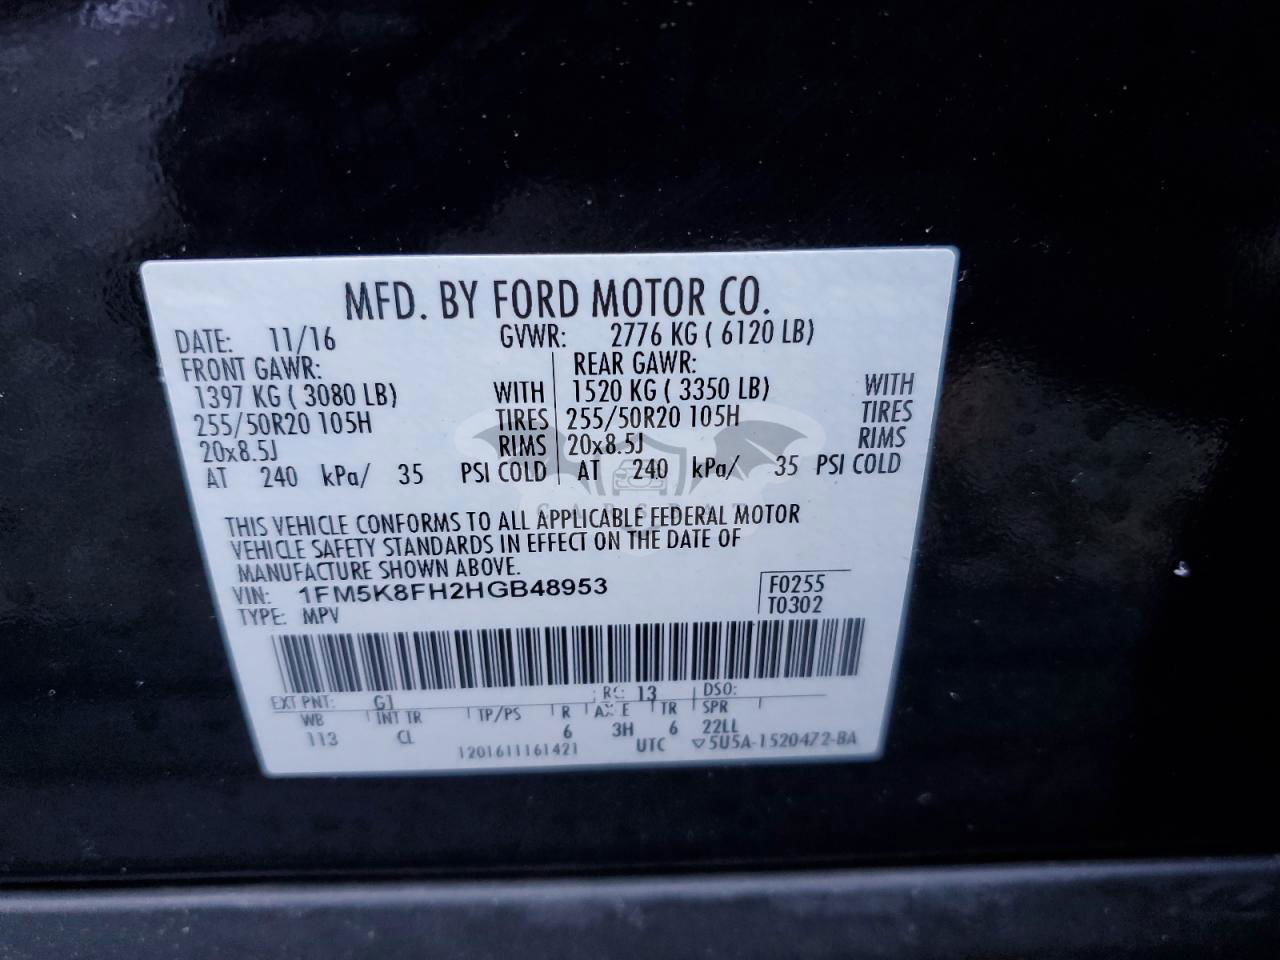 MFD. BY FORD MOTOR CO.
DATE: 11/16 GVWR: 2776 KG ( 6120 LB)
FRONT GAWR: REAR GAWR:
1397 KG ( 3080 LB) WITH 1520 KG ( 3350 LB) WITH
255/50R20 105H TIRES 255/50R20 105H TIRES
20x8.5J RIMS 20x8.5J RIMS
AT 240 kPa/ 35 PSI COLD AT 240 kPa/ 35 PSI COLD
THIS VEHICLE CONFORMS TO ALL APPLICABLE FEDERAL MOTOR
VEHICLE SAFETY STANDARDS IN EFFECT ON THE DATE OF
MANUFACTURE SHOWN ABOVE.
VIN: 1FM5K8FH2HGB48953 F0255
TYPE: MPV T0302
EXT PNT: G1 RC: 13 DSO:
WB INT TR TP/PS R AXLE TR SPR
113 CL 6 3H 6 22LL
1201611161421 UTC ▽5U5A-1520472-BA